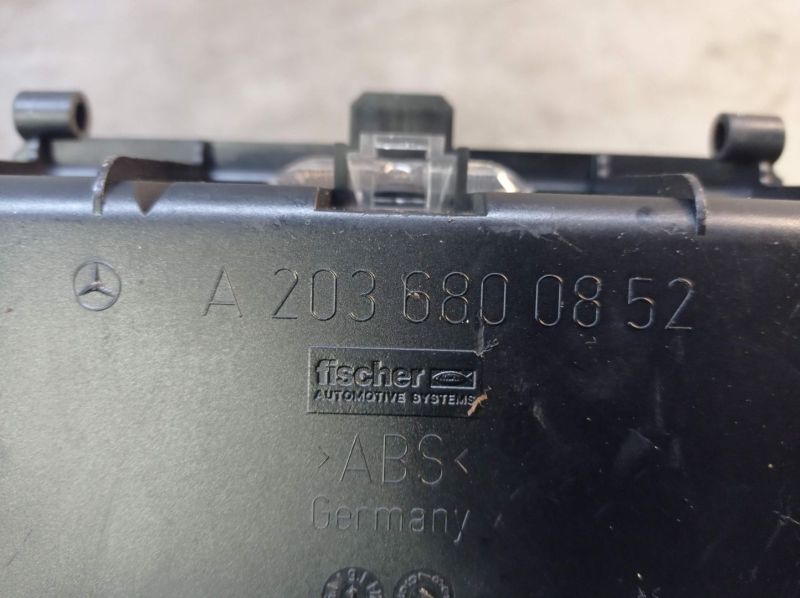 A 203 680 08 52
fischer
AUTOMOTIVE SYSTEMS
>ABS<
Germany